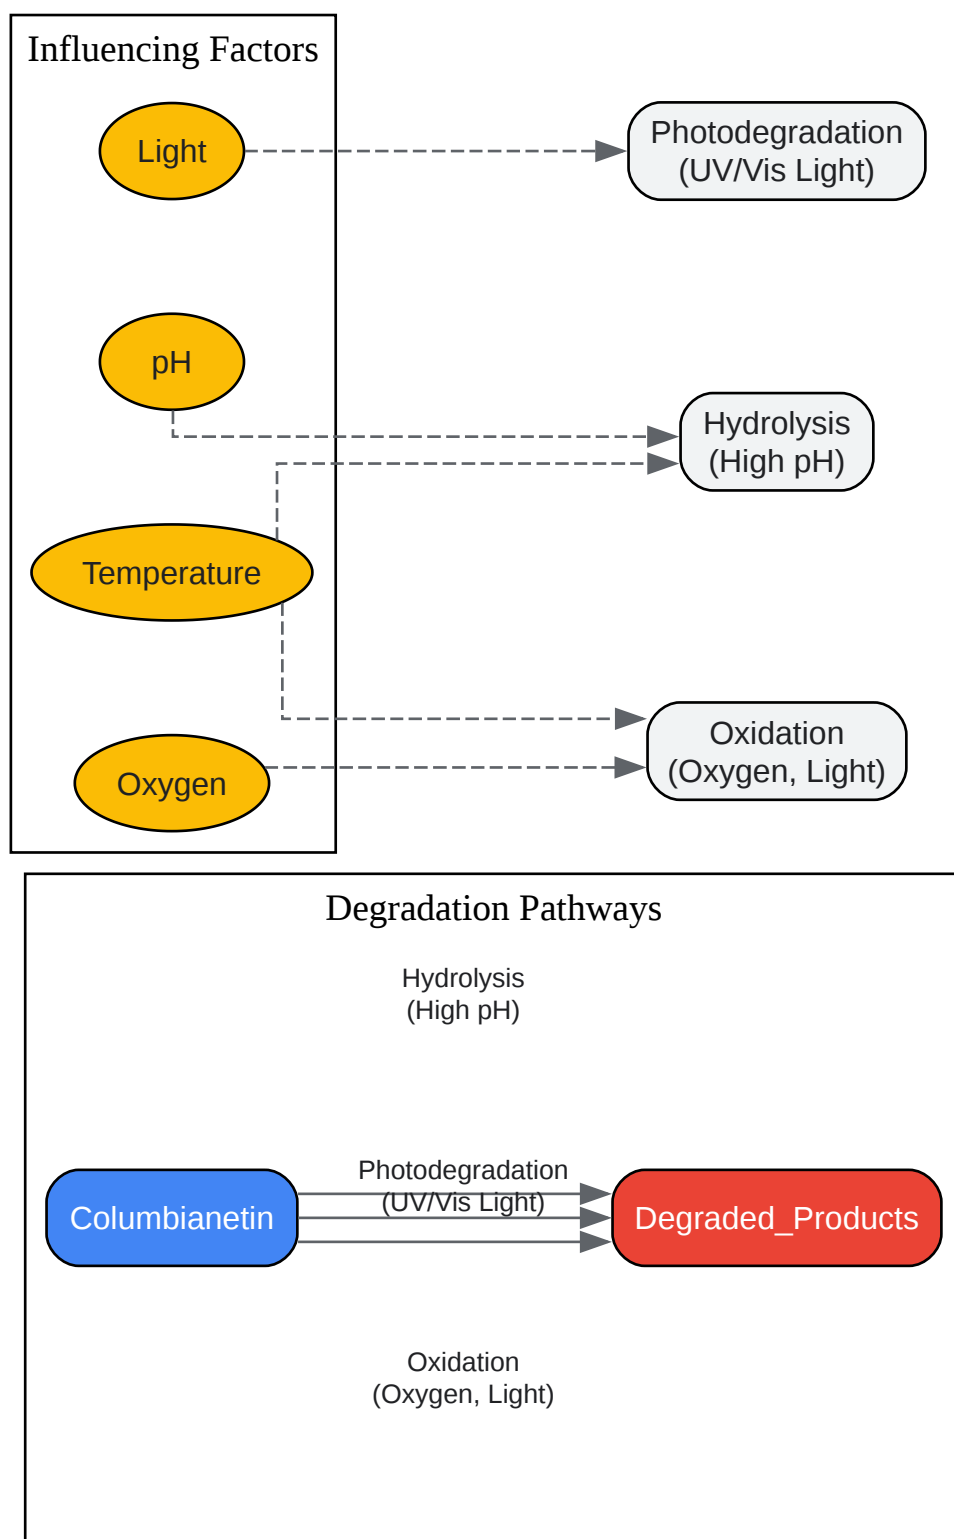 Influencing Factors
Light
Photodegradation
(UV/Vis Light)
pH
Hydrolysis
(High pH)
Temperature
Oxidation
(Oxygen, Light)
Oxygen
Degradation Pathways
Hydrolysis
(High pH)
Photodegradation
(UV/Vis Light)
Columbianetin
Degraded_Products
Oxidation
(Oxygen, Light)